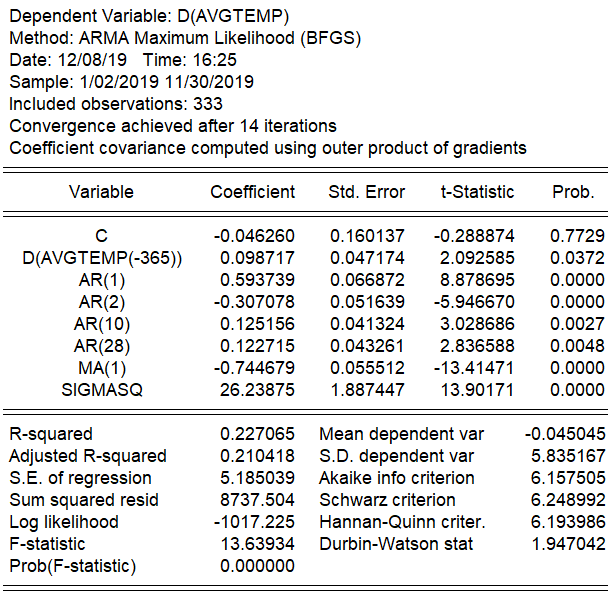 Dependent Variable: D(AVGTEMP)
Method: ARMA Maximum Likelihood (BFGS)
Date: 12/08/19 Time: 16:25
Sample: 1/02/2019 11/30/2019
Included observations: 333
Convergence achieved after 14 iterations
Coefficient covariance computed using outer product of gradients
Variable Coefficient Std. Error t-Statistic Prob.
C -0.046260 0.160137 -0.288874 0.7729
D(AVGTEMP(-365)) 0.098717 0.047174 2.092585 0.0372
AR(1) 0.593739 0.066872 8.878695 0.0000
AR(2) -0.307078 0.051639 -5.946670 0.0000
AR(10) 0.125156 0.041324 3.028686 0.0027
AR(28) 0.122715 0.043261 2.836588 0.0048
MA(1) -0.744679 0.055512 -13.41471 0.0000
SIGMASQ 26.23875 1.887447 13.90171 0.0000
R-squared 0.227065 Mean dependent var -0.045045
Adjusted R-squared 0.210418 S.D. dependent var 5.835167
S.E. of regression 5.185039 Akaike info criterion 6.157505
Sum squared resid 8737.504 Schwarz criterion 6.248992
Log likelihood -1017.225 Hannan-Quinn criter. 6.193986
F-statistic 13.63934 Durbin-Watson stat 1.947042
Prob(F-statistic) 0.000000